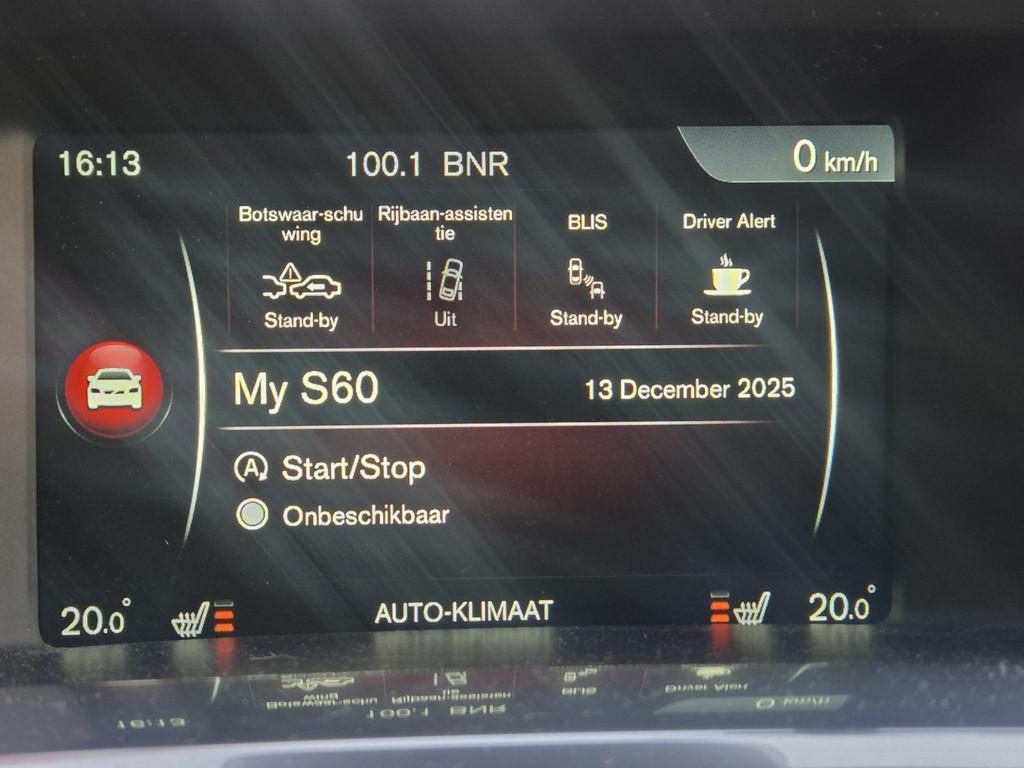 16:13 100.1 BNR 0 km/h
Botswaar-schu
wing
Stand-by
Rijbaan-assisten
tie
Uit
BLIS
Stand-by
Driver Alert
Stand-by
My S60 13 December 2025
A Start/Stop
Onbeschikbaar
20.0° AUTO-KLIMAAT 20.0°